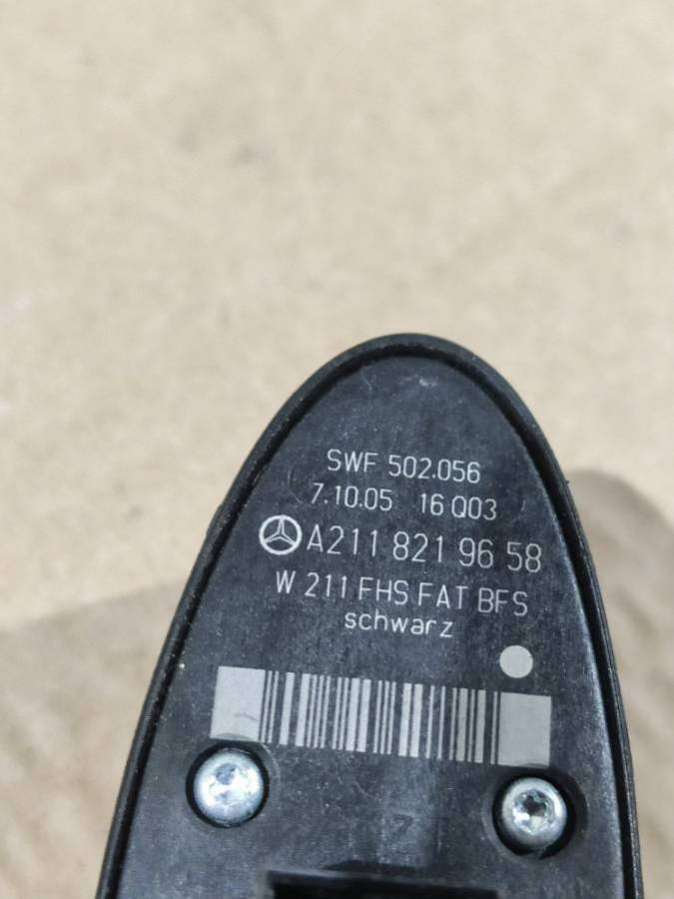 SWF 502.056
7.10.05 16 Q03
A211 821 96 58
W 211 FHS FAT BFS
schwarz